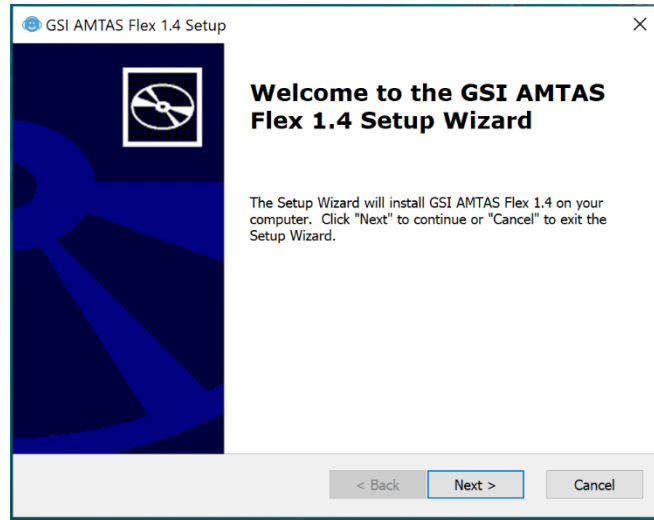 GSI AMTAS Flex 1.4 Setup
Welcome to the GSI AMTAS
Flex 1.4 Setup Wizard
The Setup Wizard will install GSI AMTAS Flex 1.4 on your
computer. Click "Next" to continue or "Cancel" to exit the
Setup Wizard.
< Back Next > Cancel